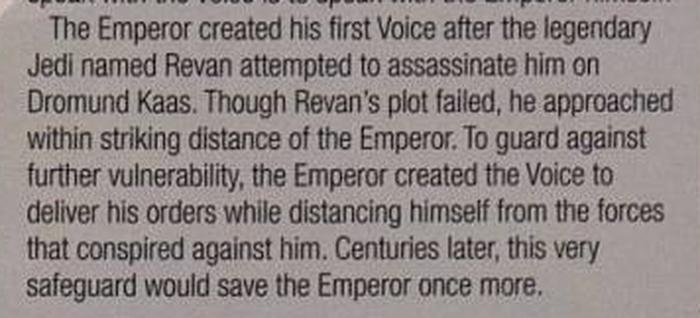 The Emperor created his first Voice after the legendary
Jedi named Revan attempted to assassinate him on
Dromund Kaas. Though Revan's plot failed, he approached
within striking distance of the Emperor. To guard against
further vulnerability, the Emperor created the Voice to
deliver his orders while distancing himself from the forces
that conspired against him. Centuries later, this very
safeguard would save the Emperor once more.